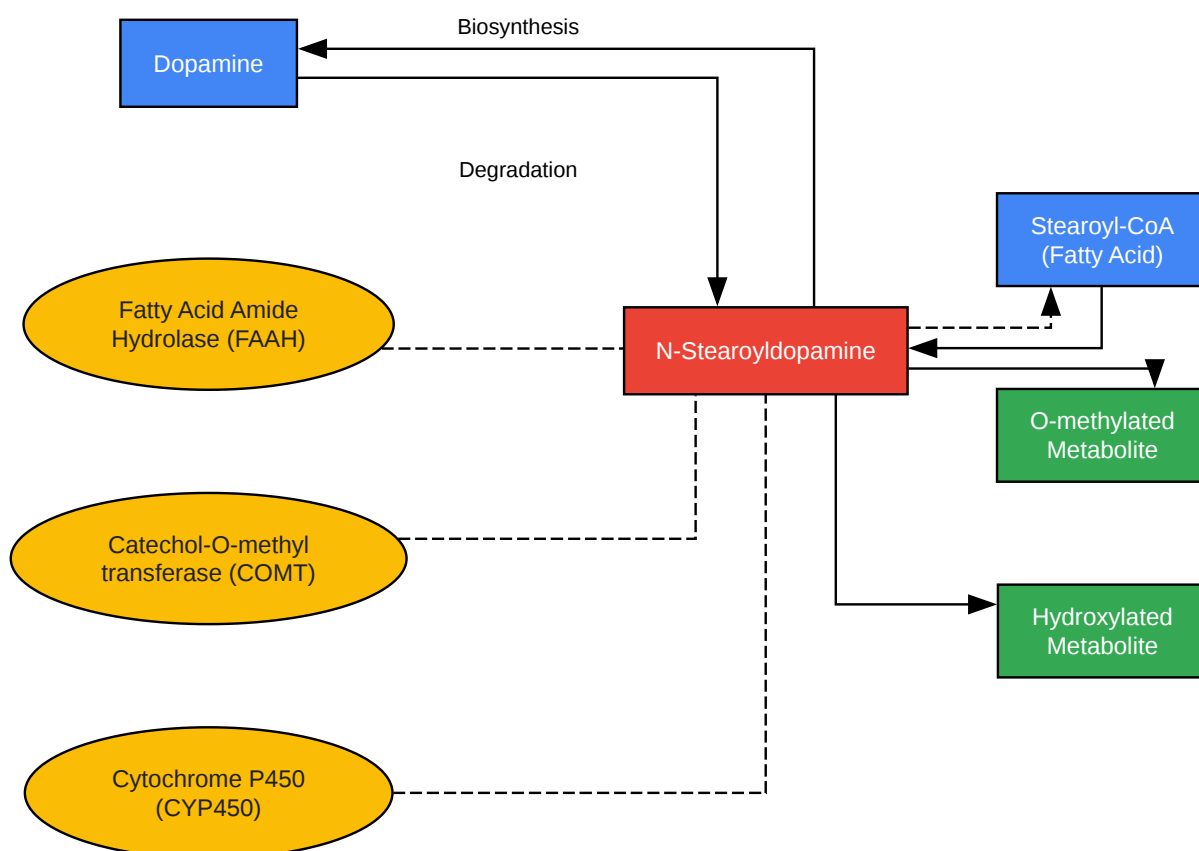 Biosynthesis
Dopamine
Degradation
Stearoyl-CoA
(Fatty Acid)
Fatty Acid Amide
Hydrolase (FAAH)
N-Stearoyldopamine
O-methylated
Metabolite
Catechol-O-methyl
transferase (COMT)
Hydroxylated
Metabolite
Cytochrome P450
(CYP450)